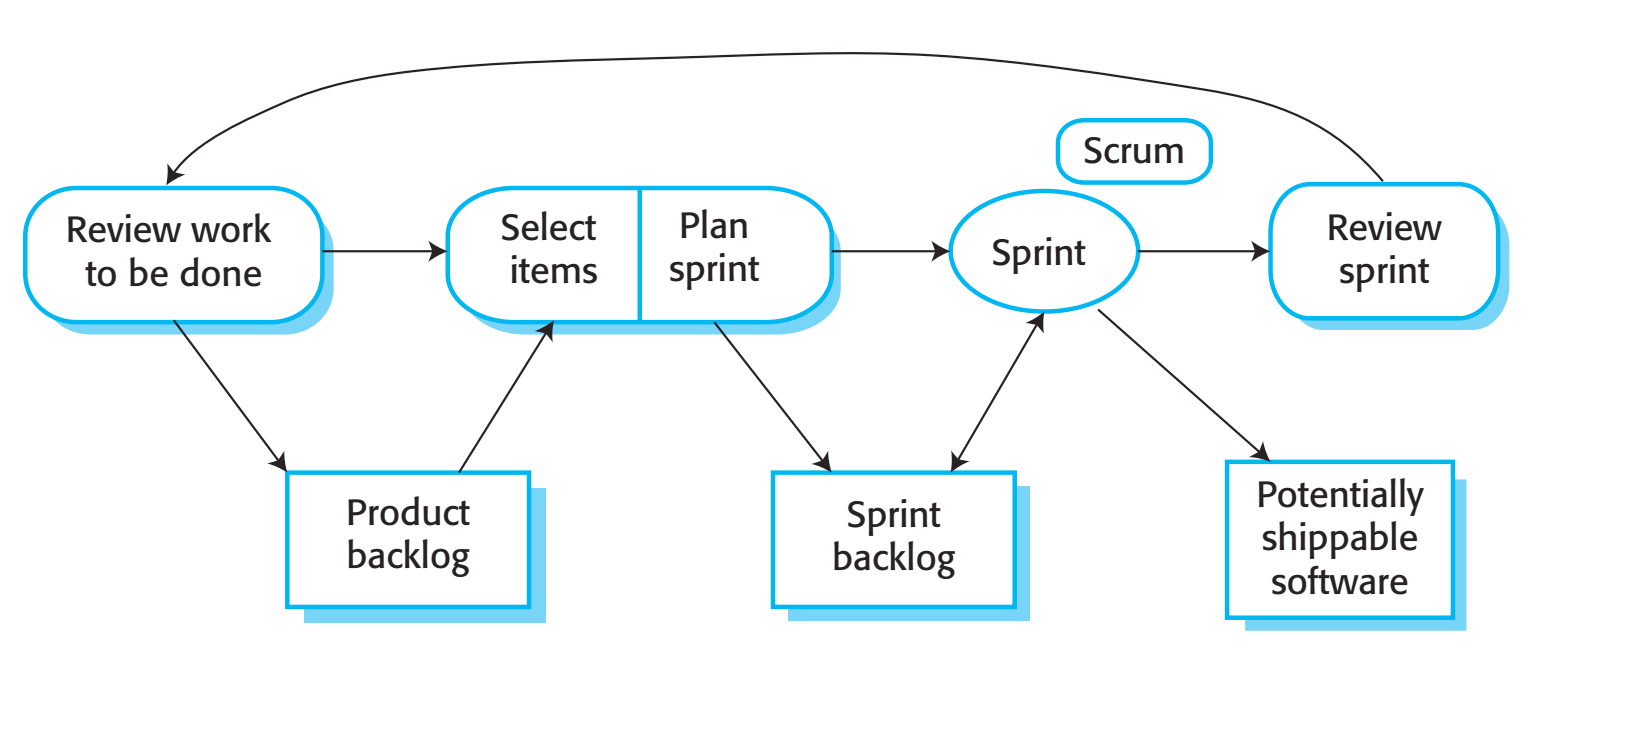 Scrum
Review work
to be done
Select
items
Plan
sprint
Sprint
Review
sprint
Product
backlog
Sprint
backlog
Potentially
shippable
software